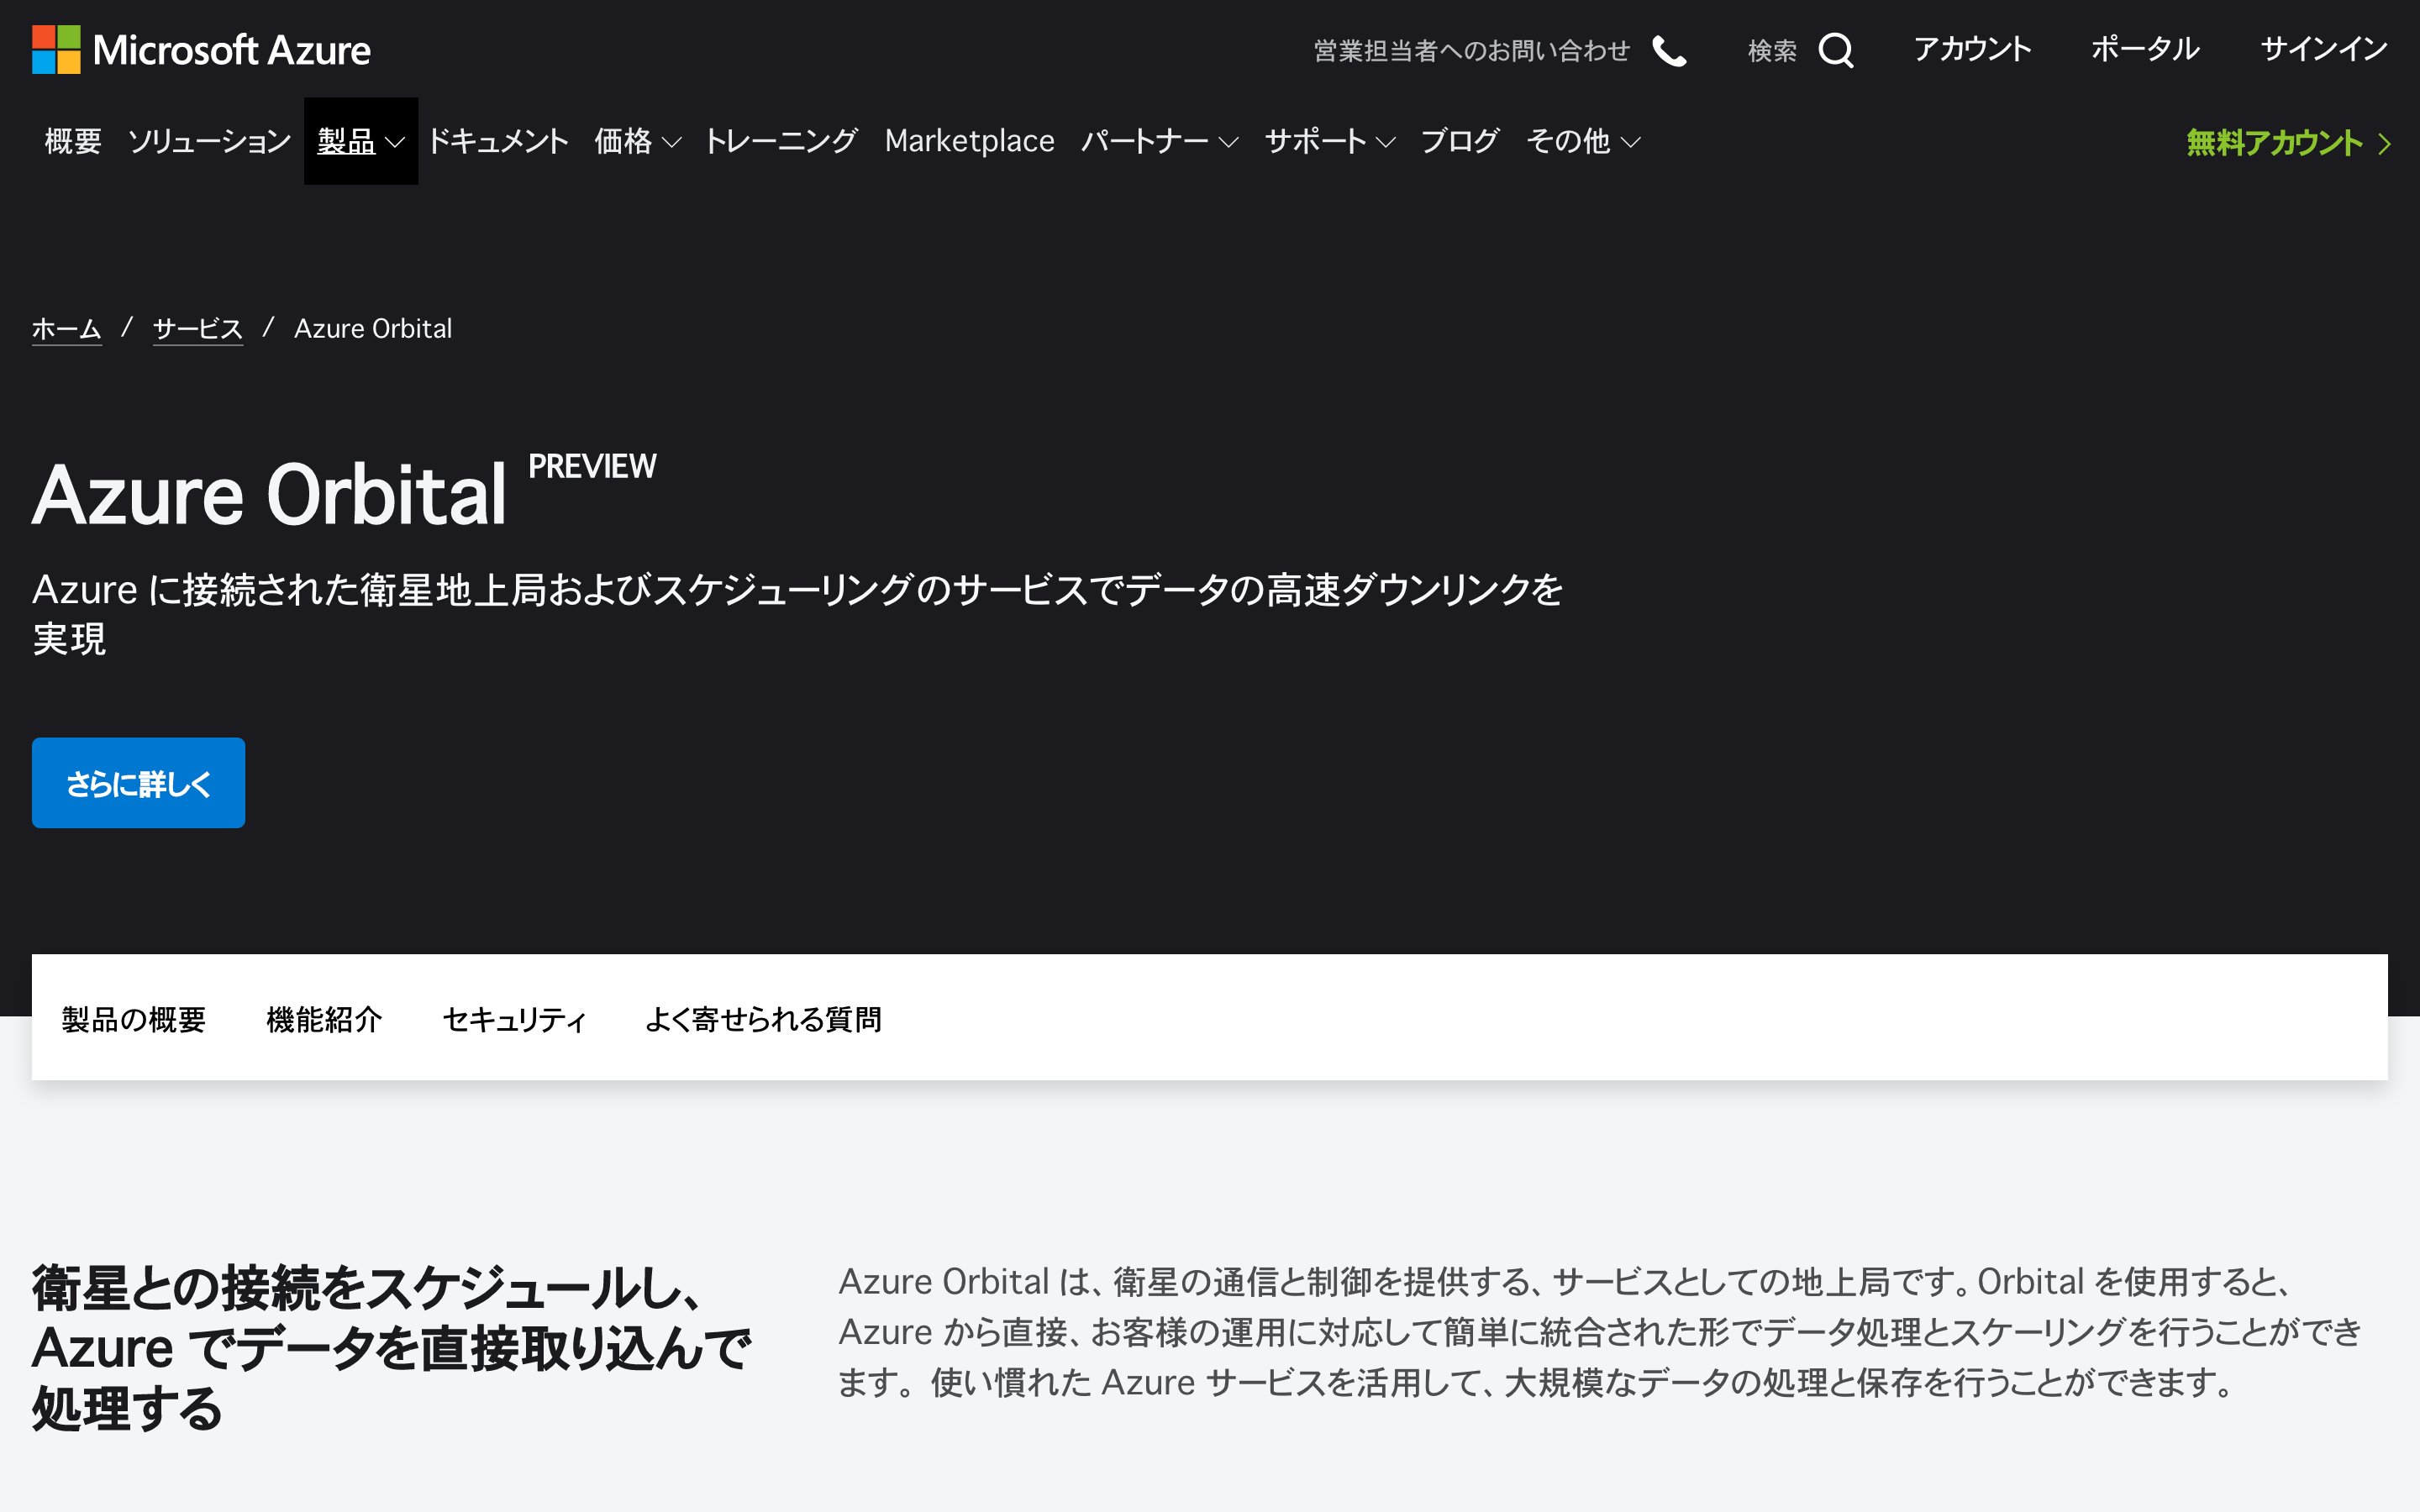 Microsoft Azure
営業担当者へのお問い合わせ 検索 アカウント ポータル サインイン
概要 ソリューション 製品 ドキュメント 価格 トレーニング Marketplace パートナー サポート ブログ その他 無料アカウント
ホーム / サービス / Azure Orbital
Azure Orbital PREVIEW
Azure に接続された衛星地上局およびスケジューリングのサービスでデータの高速ダウンリンクを
実現
さらに詳しく
製品の概要 機能紹介 セキュリティ よく寄せられる質問
衛星との接続をスケジュールし、
Azure でデータを直接取り込んで
処理する
Azure Orbital は、衛星の通信と制御を提供する、サービスとしての地上局です。Orbital を使用すると、
Azure から直接、お客様の運用に対応して簡単に統合された形でデータ処理とスケーリングを行うことができ
ます。 使い慣れた Azure サービスを活用して、大規模なデータの処理と保存を行うことができます。